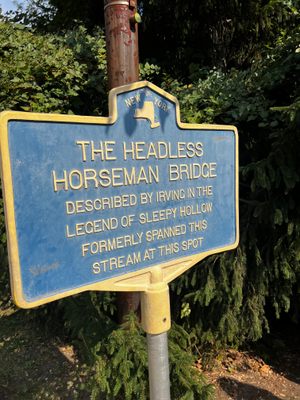 NEW YORK
THE HEADLESS
HORSEMAN BRIDGE
DESCRIBED BY IRVING IN THE
LEGEND OF SLEEPY HOLLOW
FORMERLY SPANNED THIS
STREAM AT THIS SPOT